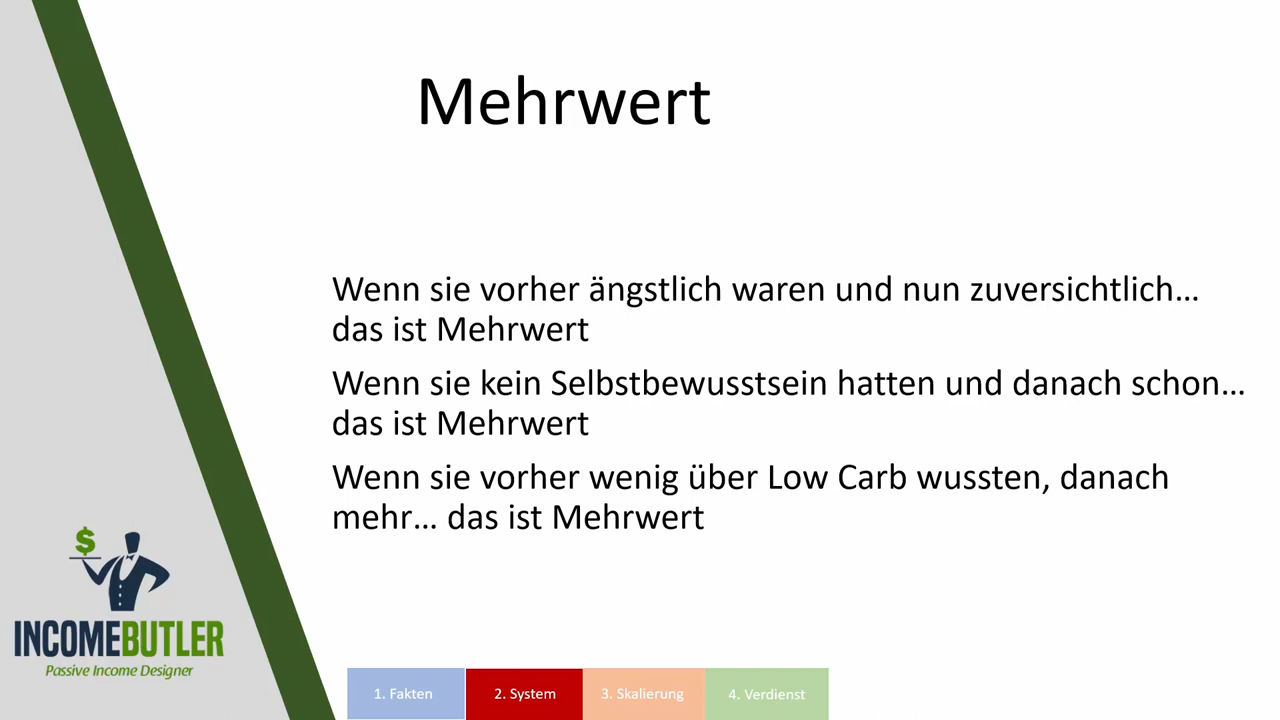 Mehrwert
Wenn sie vorher ängstlich waren und nun zuversichtlich…
das ist Mehrwert
Wenn sie kein Selbstbewusstsein hatten und danach schon…
das ist Mehrwert
Wenn sie vorher wenig über Low Carb wussten, danach
mehr… das ist Mehrwert
$
INCOMEBUTLER
Passive Income Designer
1. Fakten
2. System
3. Skalierung
4. Verdienst